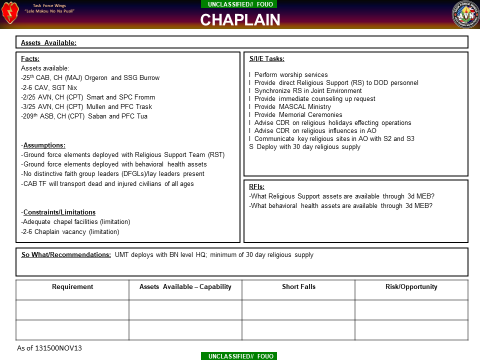 UNCLASSIFIED// FOUO
Task Force Wings
"Lele Makou No Na Puali"
CHAPLAIN
Assets Available:
Facts:
Assets available:
-25th CAB, CH (MAJ) Orgeron and SSG Burrow
-2-6 CAV, SGT Nix
-2/25 AVN, CH (CPT) Smart and SPC Fromm
-3/25 AVN, CH (CPT) Mullen and PFC Trask
-209th ASB, CH (CPT) Saban and PFC Tua
-Assumptions:
-Ground force elements deployed with Religious Support Team (RST)
-Ground force elements deployed with behavioral health assets
-No distinctive faith group leaders (DFGLs)/lay leaders present
-CAB TF will transport dead and injured civilians of all ages
-Constraints/Limitations
-Adequate chapel facilities (limitation)
-2-6 Chaplain vacancy (limitation)
S/I/E Tasks:
I Perform worship services
I Provide direct Religious Support (RS) to DOD personnel
I Synchronize RS in Joint Environment
I Provide immediate counseling up request
I Provide MASCAL Ministry
I Provide Memorial Ceremonies
I Advise CDR on religious holidays effecting operations
I Advise CDR on religious influences in AO
I Communicate key religious sites in AO with S2 and S3
S Deploy with 30 day religious supply
RFIs:
-What Religious Support assets are available through 3d MEB?
-What behavioral health assets are available through 3d MEB?
So What/Recommendations: UMT deploys with BN level HQ; minimum of 30 day religious supply
Requirement
Assets Available – Capability
Short Falls
Risk/Opportunity
As of 131500NOV13
UNCLASSIFIED// FOUO